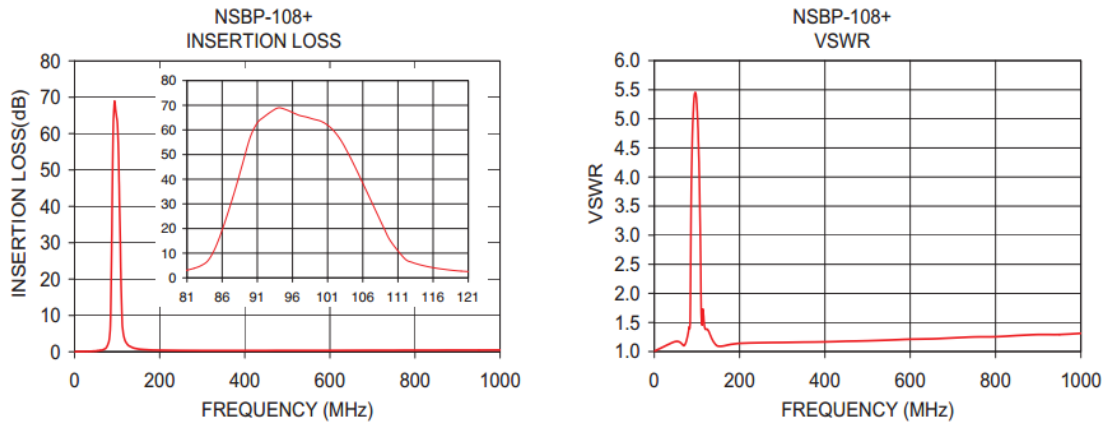 NSBP-108+
INSERTION LOSS
INSERTION LOSS(dB)
80
70
60
50
40
30
20
10
0
0 200 400 600 800 1000
FREQUENCY (MHz)
80
70
60
50
40
30
20
10
0
81 86 91 96 101 106 111 116 121
NSBP-108+
VSWR
VSWR
6.0
5.5
5.0
4.5
4.0
3.5
3.0
2.5
2.0
1.5
1.0
0 200 400 600 800 1000
FREQUENCY (MHz)